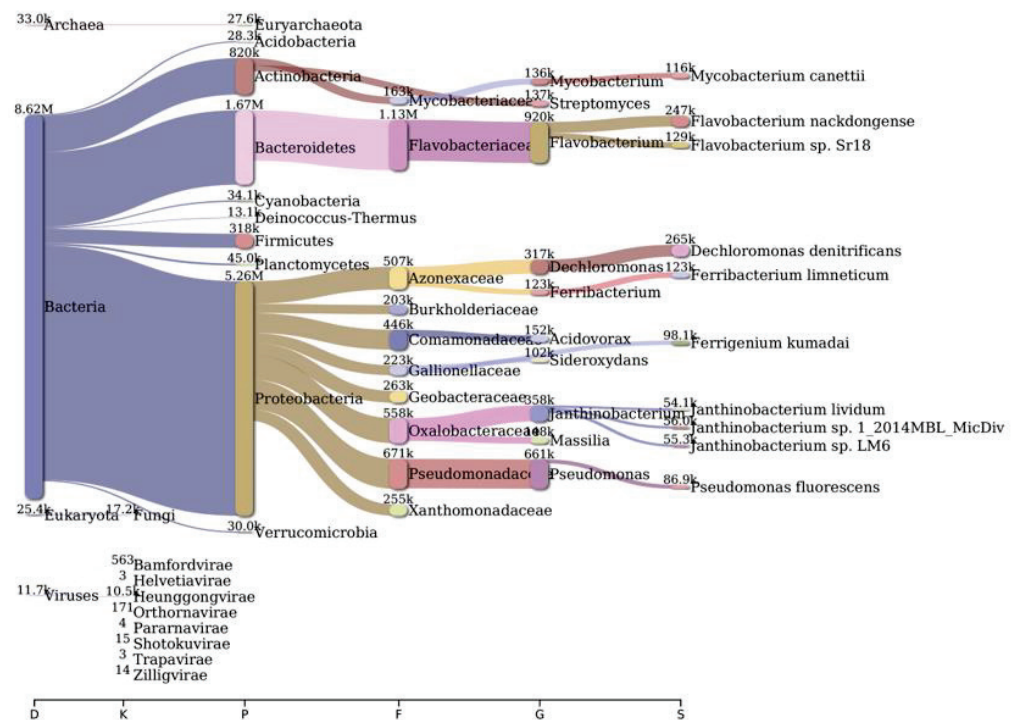 33.0k Archaea
27.6k Euryarchaeota
28.3k Acidobacteria
820k Actinobacteria
163k Mycobacteriaceae
136k Mycobacterium
116k Mycobacterium canettii
137k Streptomyces
8.62M Bacteria
1.67M Bacteroidetes
1.13M Flavobacteriaceae
920k Flavobacterium
247k Flavobacterium nackdongense
129k Flavobacterium sp. Sr18
34.1k Cyanobacteria
13.1k Deinococcus-Thermus
318k Firmicutes
45.0k Planctomycetes
5.26M Proteobacteria
507k Azonexaceae
317k Dechloromonas
265k Dechloromonas denitrificans
123k Ferribacterium
123k Ferribacterium limneticum
203k Burkholderiaceae
446k Comamonadaceae
152k Acidovorax
102k Sideroxydans
98.1k Ferrigenium kumadai
223k Gallionellaceae
263k Geobacteraceae
558k Oxalobacteraceae
358k Janthinobacterium
54.1k Janthinobacterium lividum
56.0k Janthinobacterium sp. 1_2014MBL_MicDiv
55.3k Janthinobacterium sp. LM6
148k Massilia
671k Pseudomonadaceae
661k Pseudomonas
86.9k Pseudomonas fluorescens
255k Xanthomonadaceae
25.4k Eukaryota
17.2k Fungi
30.0k Verrucomicrobia
563 Bamfordvirae
3 Helvetiavirae
11.7k Viruses
10.5k Heunggongvirae
171 Orthornavirae
4 Pararnavirae
15 Shotokuvirae
3 Trapavirae
14 Zilligvirae
D K P F G S